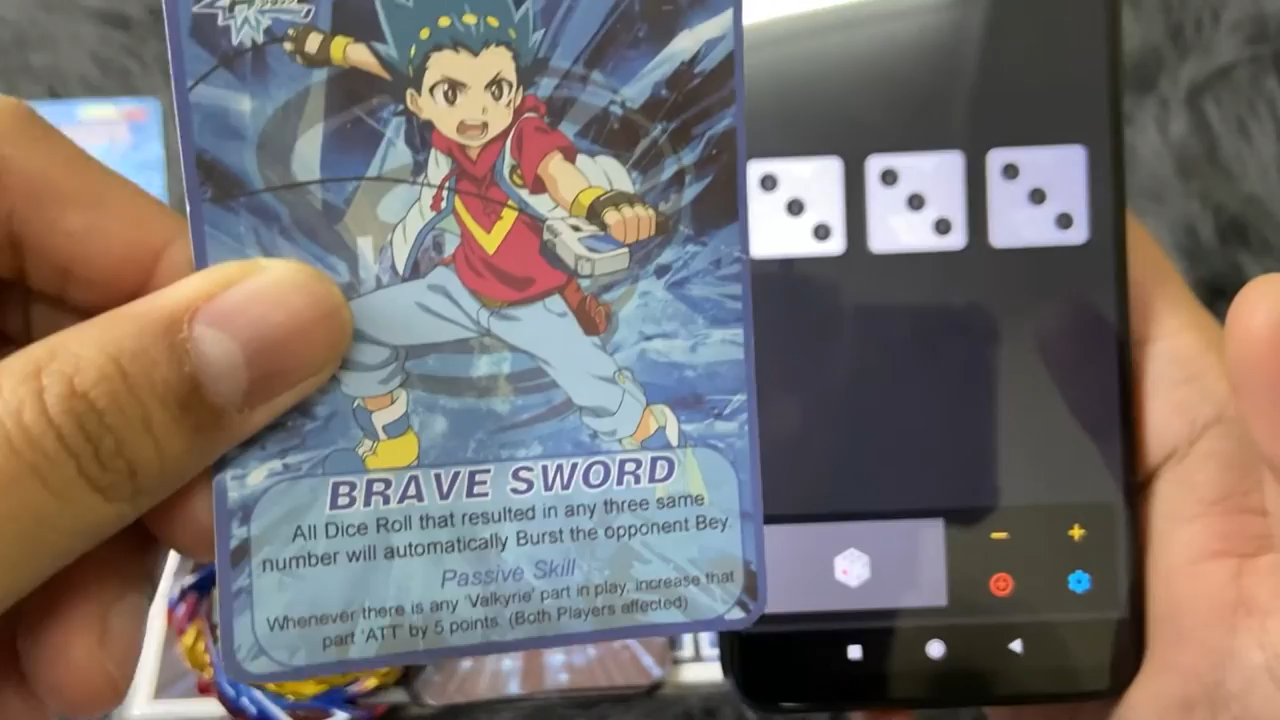 BRAVE SWORD
All Dice Roll that resulted in any three same
number will automatically Burst the opponent Bey.
Passive Skill
Whenever there is any 'Valkyrie' part in play, increase that
part 'ATT' by 5 points. (Both Players affected)